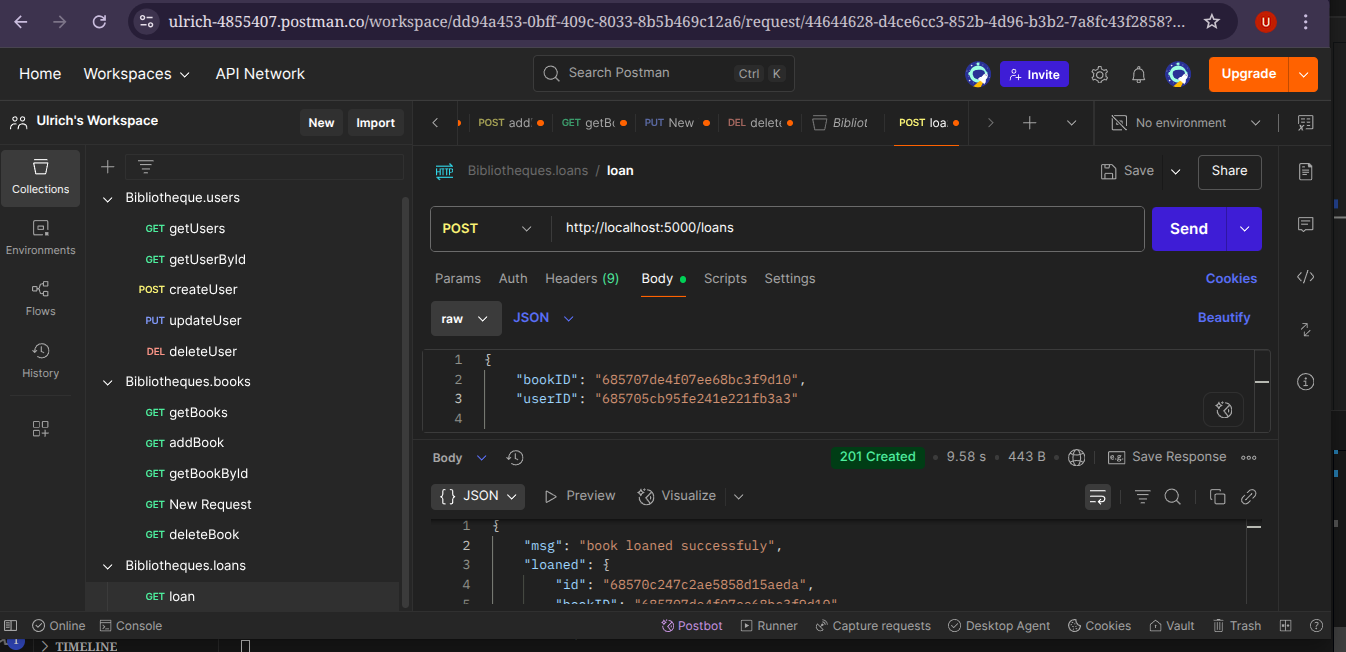 ulrich-4855407.postman.co/workspace/dd94a453-0bff-409c-8033-8b5b469c12a6/request/44644628-d4ce6cc3-852b-4d96-b3b2-7a8fc43f2858?...
U
Home Workspaces API Network
Search Postman Ctrl K
Invite
Upgrade
Ulrich's Workspace
New Import
POST add
GET getBo
PUT New
DEL delete
Bibliot
POST loa
No environment
Collections
Environments
Flows
History
Bibliotheque.users
GET getUsers
GET getUserById
POST createUser
PUT updateUser
DEL deleteUser
Bibliotheques.books
GET getBooks
GET addBook
GET getBookById
GET New Request
GET deleteBook
Bibliotheques.loans
GET loan
HTTP Bibliotheques.loans / loan
Save Share
POST http://localhost:5000/loans
Send
Params Auth Headers (9) Body Scripts Settings
Cookies
raw JSON
Beautify
1 {
2 "bookID": "685707de4f07ee68bc3f9d10",
3 "userID": "685705cb95fe241e221fb3a3"
4
Body
201 Created 9.58 s 443 B
e.g. Save Response
{ } JSON Preview Visualize
1 {
2 "msg": "book loaned successfuly",
3 "loaned": {
4 "id": "68570c247c2ae5858d15aeda",
5 "bookID": "685707de4f07ee68bc3f9d10"
Online Console
Postbot Runner Capture requests Desktop Agent Cookies Vault Trash
1
TIMELINE